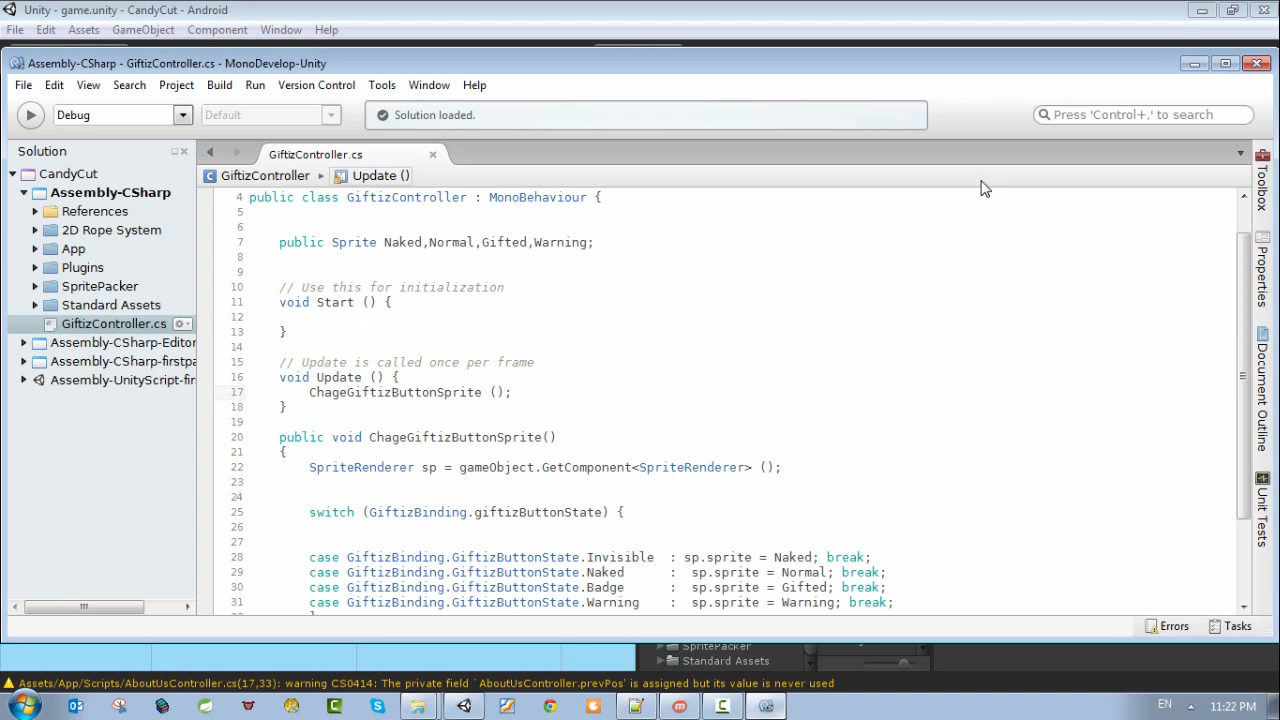 Unity - game.unity - CandyCut - Android
File Edit Assets GameObject Component Window Help
Assembly-CSharp - GiftizController.cs - MonoDevelop-Unity
File Edit View Search Project Build Run Version Control Tools Window Help
Debug Default Solution loaded. Press 'Control+,' to search
Solution GiftizController.cs
CandyCut GiftizController Update ()
Assembly-CSharp
References
2D Rope System
App
Plugins
SpritePacker
Standard Assets
GiftizController.cs
Assembly-CSharp-Editor
Assembly-CSharp-firstpa
Assembly-UnityScript-fir
4 public class GiftizController : MonoBehaviour {
5
6
7 public Sprite Naked,Normal,Gifted,Warning;
8
9
10 // Use this for initialization
11 void Start () {
12
13 }
14
15 // Update is called once per frame
16 void Update () {
17 ChageGiftizButtonSprite ();
18 }
19
20 public void ChageGiftizButtonSprite()
21 {
22 SpriteRenderer sp = gameObject.GetComponent<SpriteRenderer> ();
23
24
25 switch (GiftizBinding.giftizButtonState) {
26
27
28 case GiftizBinding.GiftizButtonState.Invisible : sp.sprite = Naked; break;
29 case GiftizBinding.GiftizButtonState.Naked : sp.sprite = Normal; break;
30 case GiftizBinding.GiftizButtonState.Badge : sp.sprite = Gifted; break;
31 case GiftizBinding.GiftizButtonState.Warning : sp.sprite = Warning; break;
Toolbox
Properties
Document Outline
Unit Tests
Errors Tasks
SpritePacker
Standard Assets
Assets/App/Scripts/AboutUsController.cs(17,33): warning CS0414: The private field `AboutUsController.prevPos' is assigned but its value is never used
EN 11:22 PM